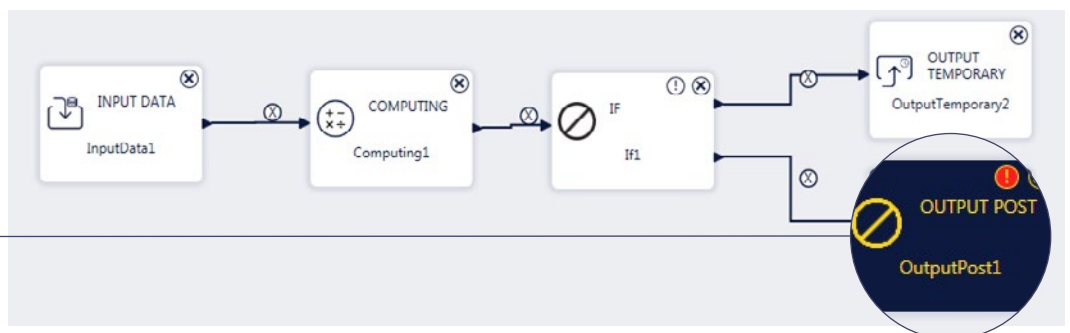 INPUT DATA
InputData1
COMPUTING
Computing1
IF
If1
OUTPUT
TEMPORARY
OutputTemporary2
OUTPUT POST
OutputPost1